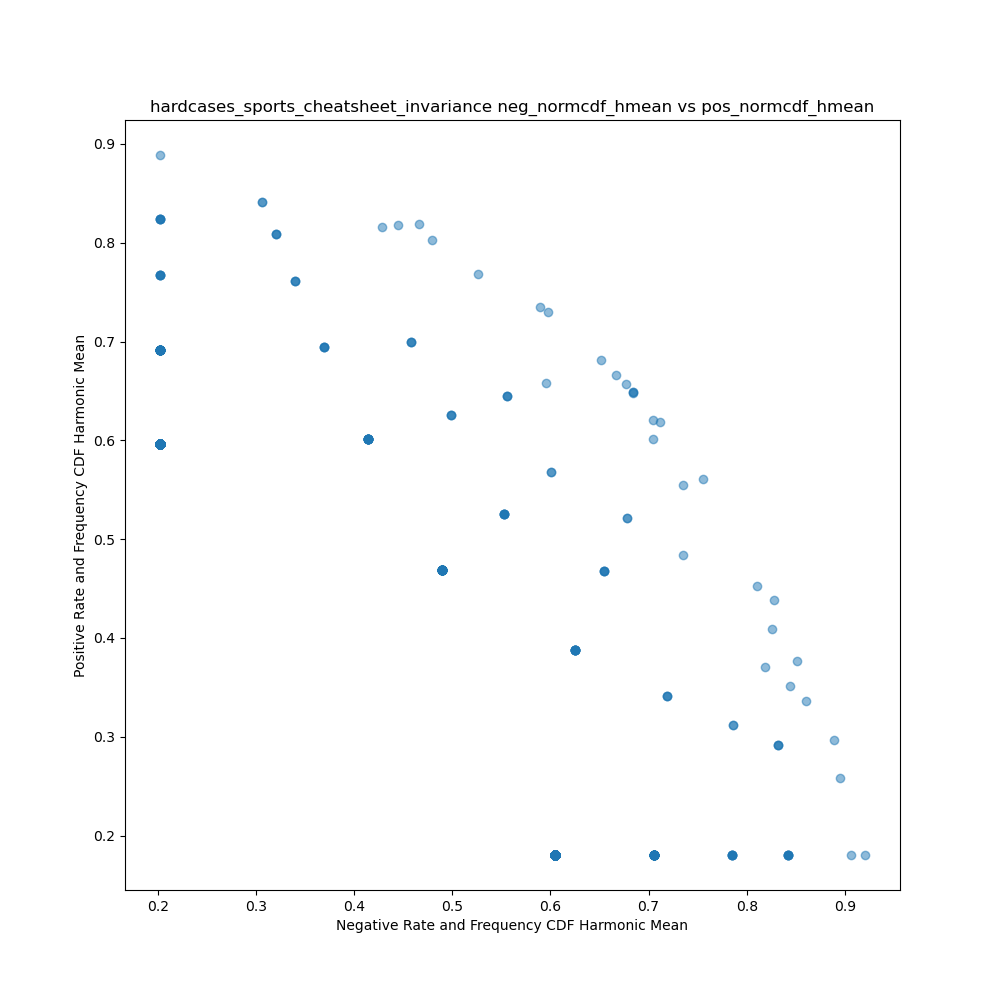 hardcases_sports_cheatsheet_invariance neg_normcdf_hmean vs pos_normcdf_hmean
0.9
0.8
0.7
0.6
0.5
0.4
0.3
0.2
Positive Rate and Frequency CDF Harmonic Mean
0.2 0.3 0.4 0.5 0.6 0.7 0.8 0.9
Negative Rate and Frequency CDF Harmonic Mean